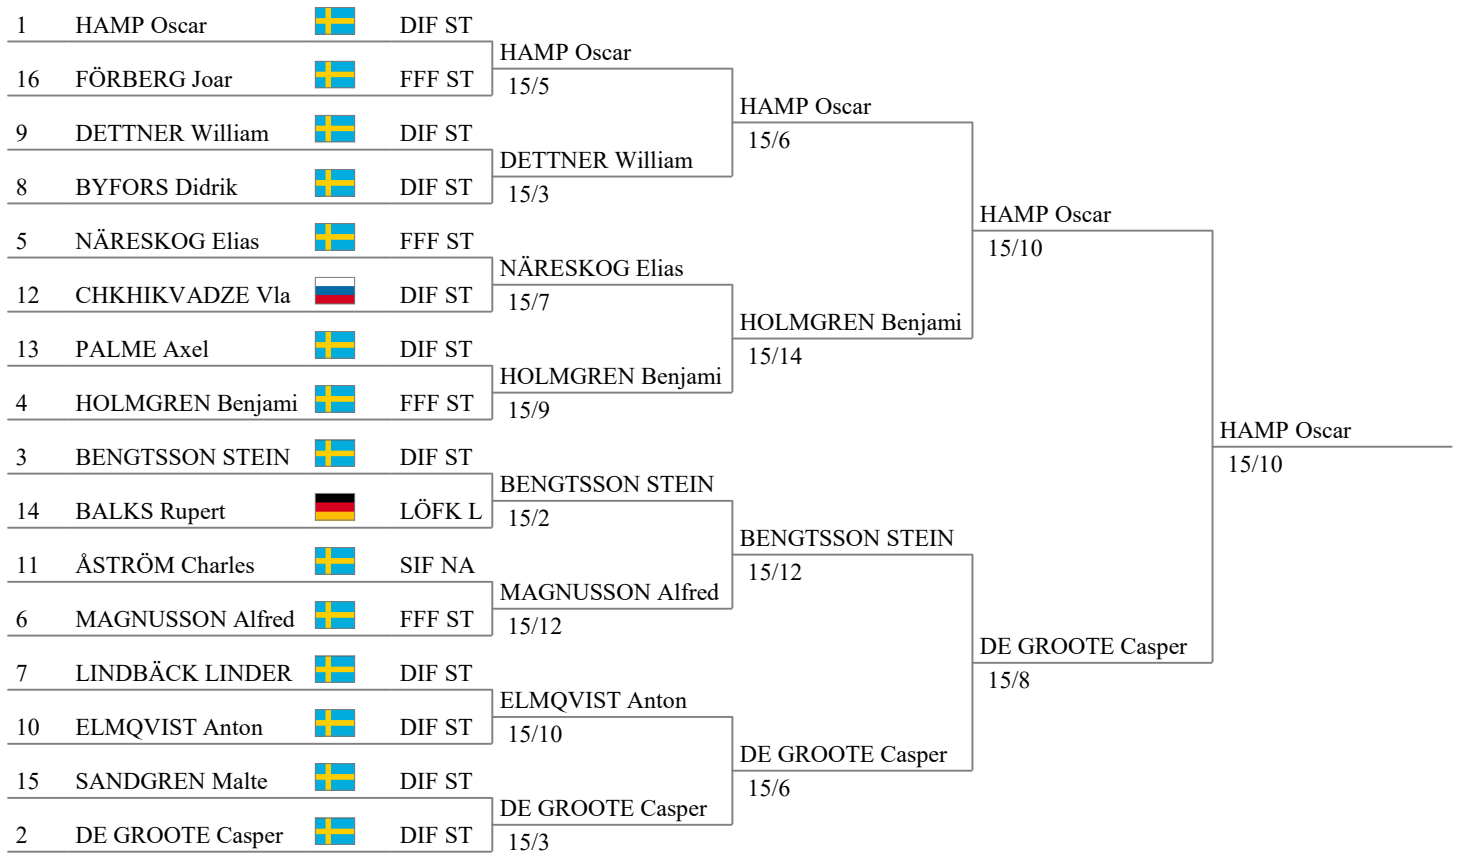 1 HAMP Oscar DIF ST
16 FÖRBERG Joar FFF ST
9 DETTNER William DIF ST
8 BYFORS Didrik DIF ST
5 NÄRESKOG Elias FFF ST
12 CHKHIKVADZE Vla DIF ST
13 PALME Axel DIF ST
4 HOLMGREN Benjami FFF ST
3 BENGTSSON STEIN DIF ST
14 BALKS Rupert LÖFK L
11 ÅSTRÖM Charles SIF NA
6 MAGNUSSON Alfred FFF ST
7 LINDBÄCK LINDER DIF ST
10 ELMQVIST Anton DIF ST
15 SANDGREN Malte DIF ST
2 DE GROOTE Casper DIF ST
HAMP Oscar
15/5
DETTNER William
15/3
NÄRESKOG Elias
15/7
HOLMGREN Benjami
15/9
BENGTSSON STEIN
15/2
MAGNUSSON Alfred
15/12
ELMQVIST Anton
15/10
DE GROOTE Casper
15/3
HAMP Oscar
15/6
HOLMGREN Benjami
15/14
BENGTSSON STEIN
15/12
DE GROOTE Casper
15/6
HAMP Oscar
15/10
DE GROOTE Casper
15/8
HAMP Oscar
15/10